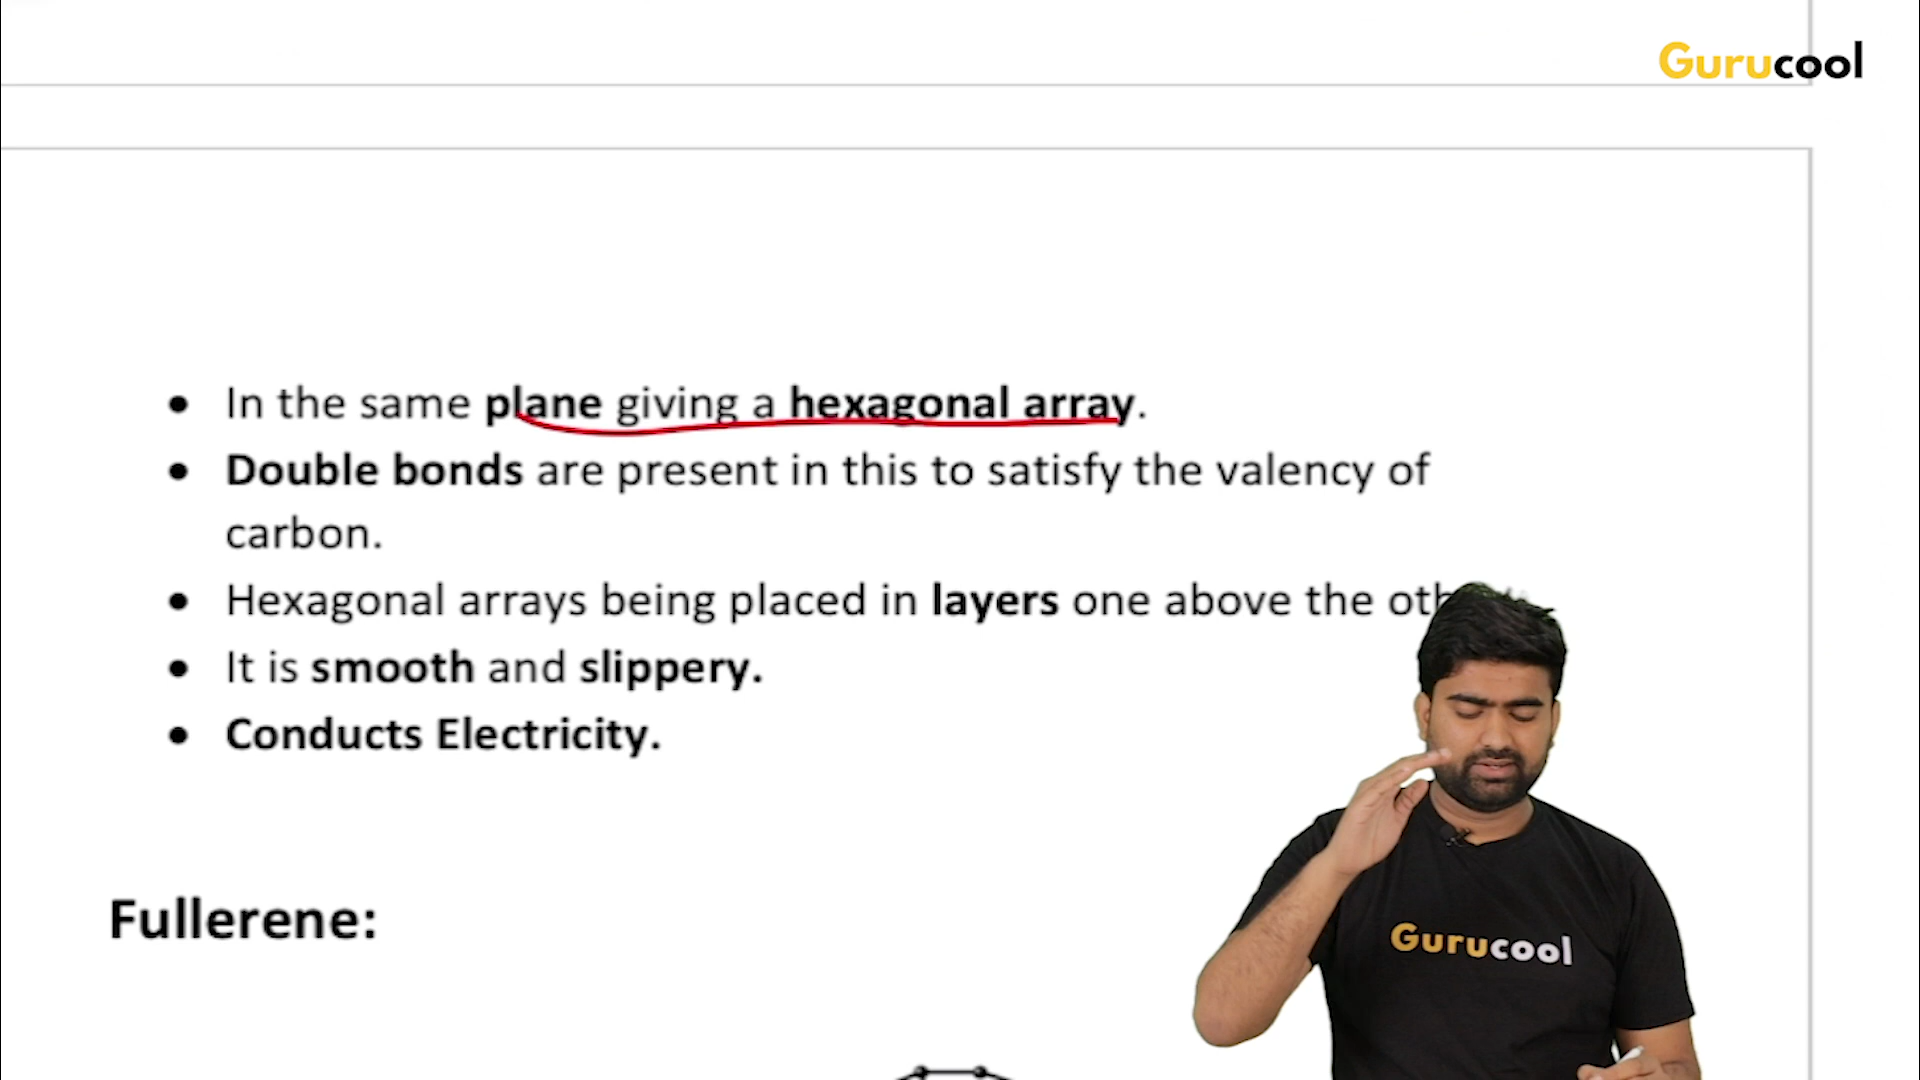 Gurucool
• In the same plane giving a hexagonal array.
• Double bonds are present in this to satisfy the valency of
carbon.
• Hexagonal arrays being placed in layers one above the
• It is smooth and slippery.
• Conducts Electricity.
Fullerene:
Gurucool